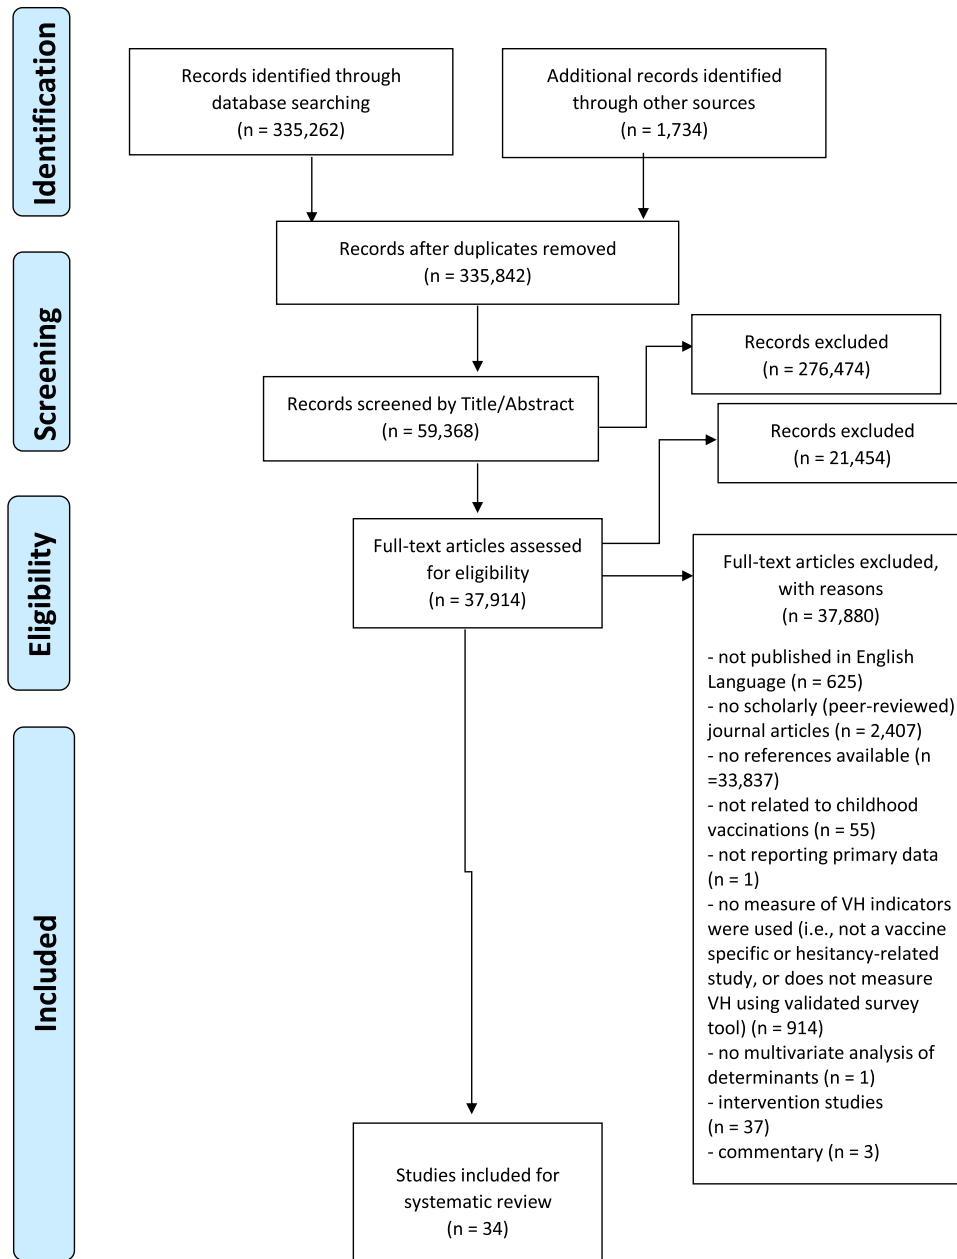 Identification
Records identified through
database searching
(n = 335,262)
Additional records identified
through other sources
(n = 1,734)
Records after duplicates removed
(n = 335,842)
Screening
Records excluded
(n = 276,474)
Records screened by Title/Abstract
(n = 59,368)
Records excluded
(n = 21,454)
Eligibility
Full-text articles assessed
for eligibility
(n = 37,914)
Full-text articles excluded,
with reasons
(n = 37,880)
- not published in English
Language (n = 625)
- no scholarly (peer-reviewed)
journal articles (n = 2,407)
- no references available (n
=33,837)
- not related to childhood
vaccinations (n = 55)
- not reporting primary data
(n = 1)
- no measure of VH indicators
were used (i.e., not a vaccine
specific or hesitancy-related
study, or does not measure
VH using validated survey
tool) (n = 914)
- no multivariate analysis of
determinants (n = 1)
- intervention studies
(n = 37)
- commentary (n = 3)
Included
Studies included for
systematic review
(n = 34)